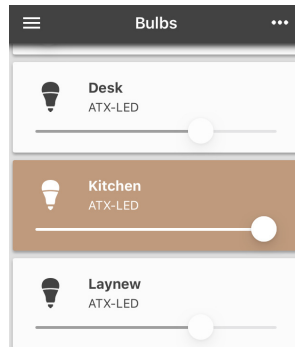 Bulbs
Desk
ATX-LED
Kitchen
ATX-LED
Laynew
ATX-LED